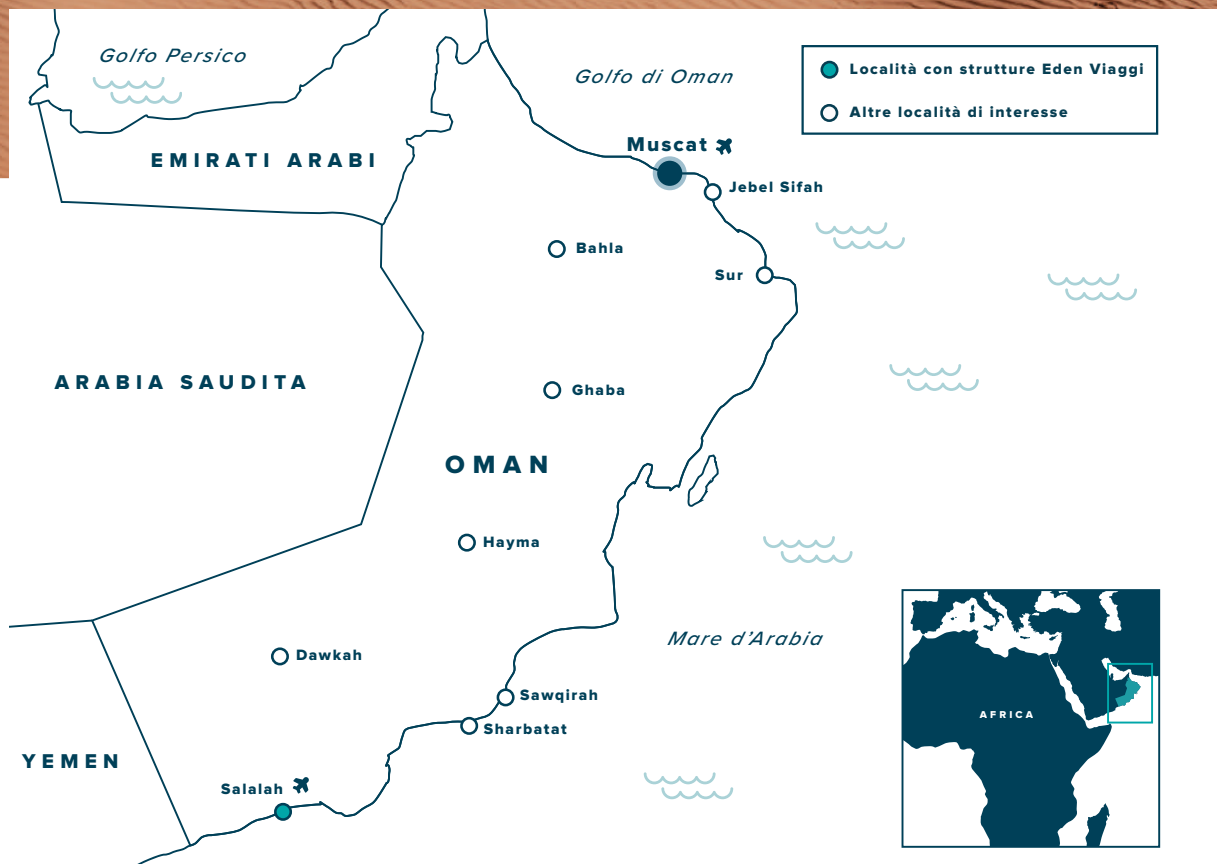 Golfo Persico
Golfo di Oman
Località con strutture Eden Viaggi
Altre località di interesse
Muscat
EMIRATI ARABI
Jebel Sifah
Bahla
Sur
ARABIA SAUDITA
Ghaba
OMAN
Hayma
Mare d'Arabia
Dawkah
Sawqirah
Sharbatat
AFRICA
YEMEN
Salalah